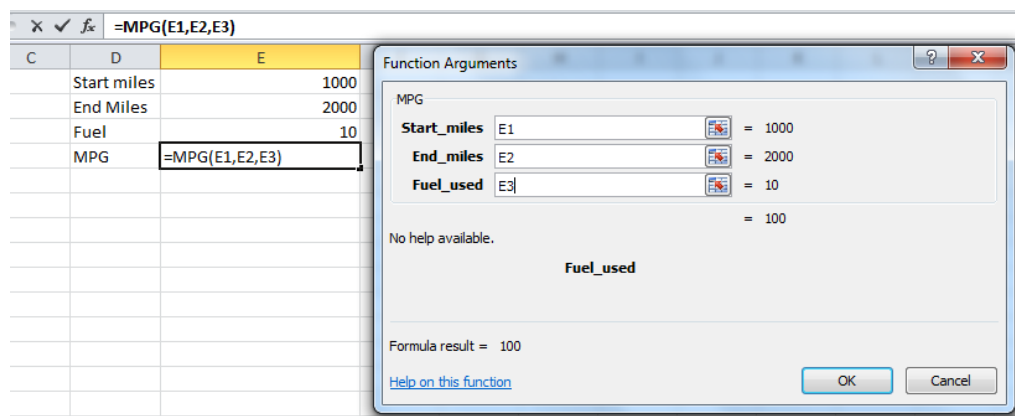 fx =MPG(E1,E2,E3)
C D E
Start miles 1000
End Miles 2000
Fuel 10
MPG =MPG(E1,E2,E3)
Function Arguments ? X
MPG
Start_miles E1 = 1000
End_miles E2 = 2000
Fuel_used E3 = 10
= 100
No help available.
Fuel_used
Formula result = 100
Help on this function OK Cancel